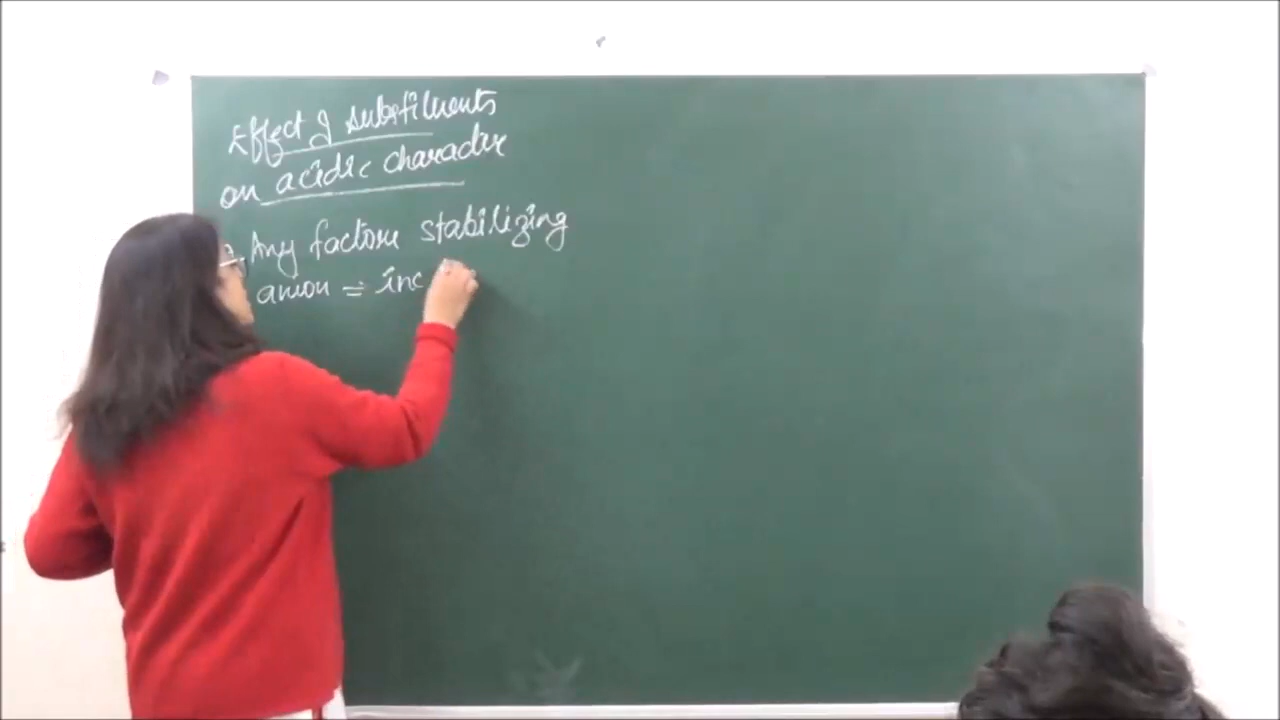 Effect of substituents
on acidic character
Any factors stabilizing
anion = inc